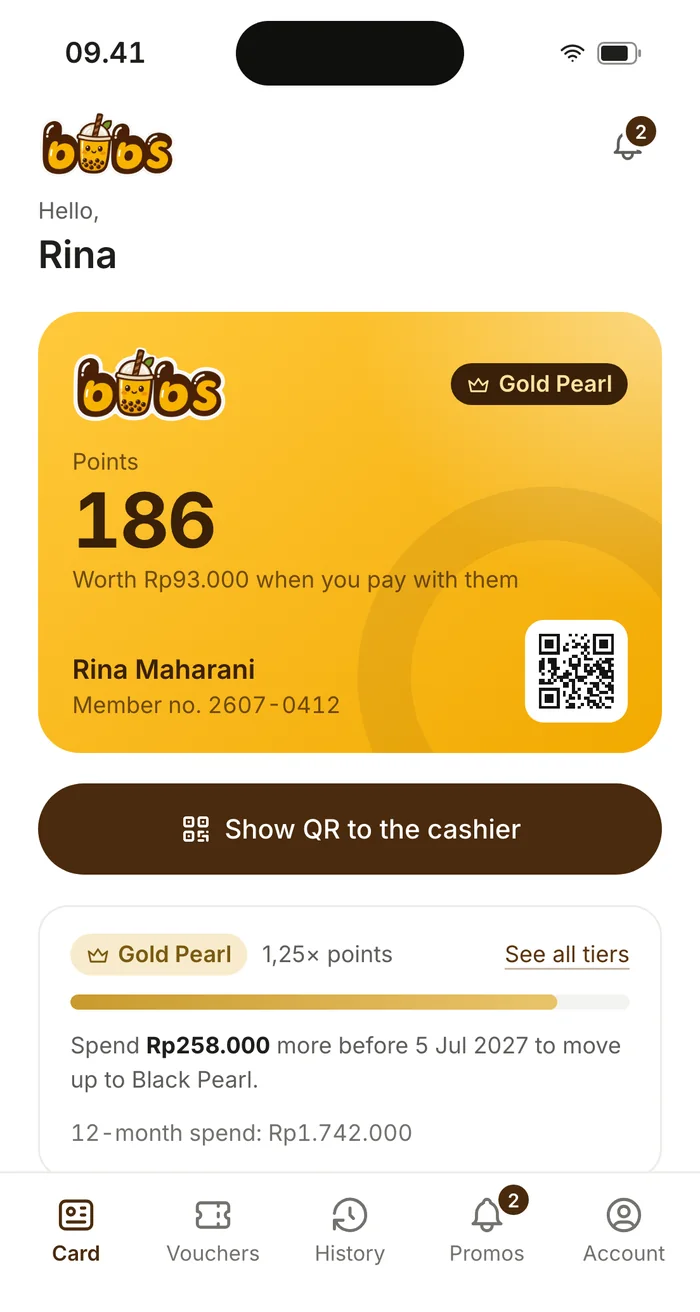 09.41
bobs
2
Hello,
Rina
bobs
Gold Pearl
Points
186
Worth Rp93.000 when you pay with them
Rina Maharani
Member no. 2607-0412
Show QR to the cashier
Gold Pearl
1,25× points
See all tiers
Spend Rp258.000 more before 5 Jul 2027 to move
up to Black Pearl.
12-month spend: Rp1.742.000
2
Card
Vouchers
History
Promos
Account